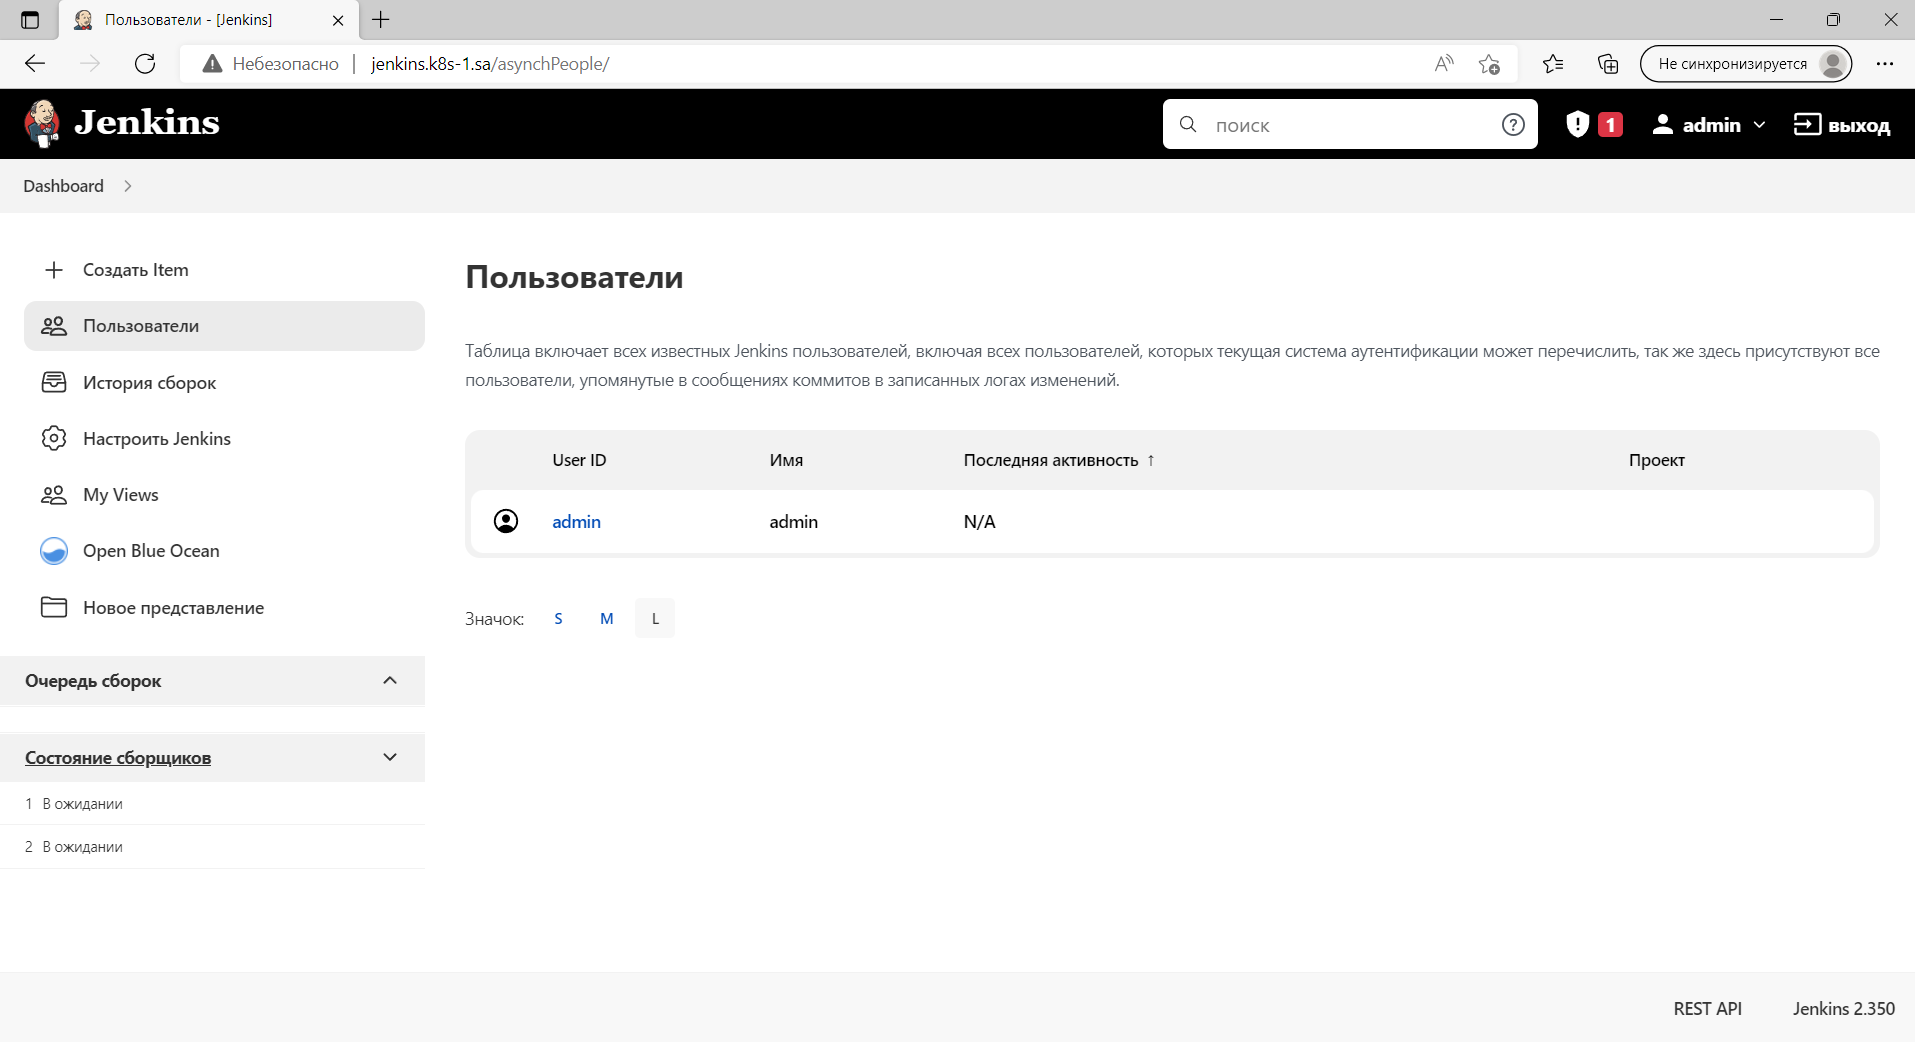 Пользователи - [Jenkins]
Небезопасно jenkins.k8s-1.sa/asynchPeople/ Не синхронизируется
Jenkins поиск 1 admin выход
Dashboard
Создать Item
Пользователи
История сборок
Настроить Jenkins
My Views
Open Blue Ocean
Новое представление
Очередь сборок
Состояние сборщиков
1 В ожидании
2 В ожидании
Пользователи
Таблица включает всех известных Jenkins пользователей, включая всех пользователей, которых текущая система аутентификации может перечислить, так же здесь присутствуют все
пользователи, упомянутые в сообщениях коммитов в записанных логах изменений.
User ID Имя Последняя активность ↑ Проект
admin admin N/A
Значок: S M L
REST API Jenkins 2.350